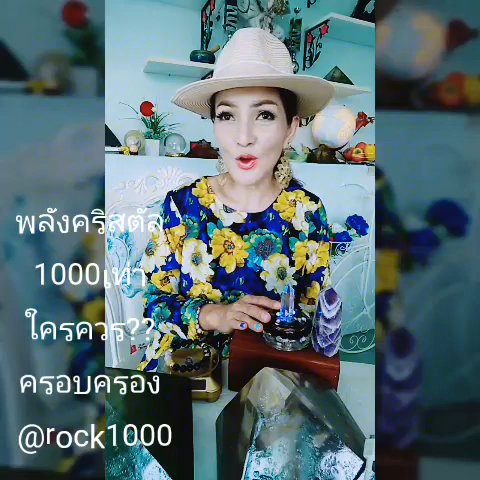 พลังคริสตัล
1000เท่า
ใครควร??
ครอบครอง
@rock1000